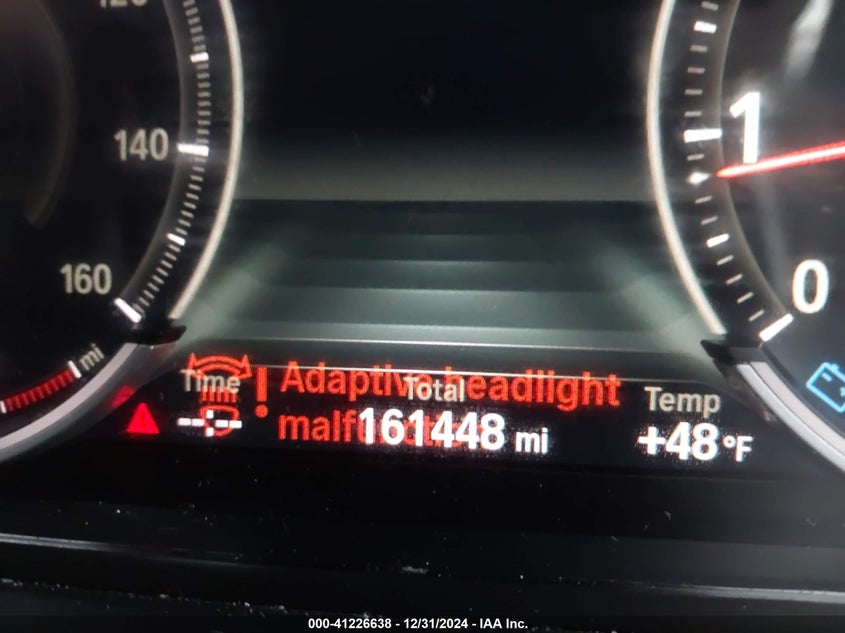 140
160
mi
1
0
Adaptive headlight
Time
Total
Temp
161448 mi
+48 °F
000-41226638 - 12/31/2024 - IAA Inc.